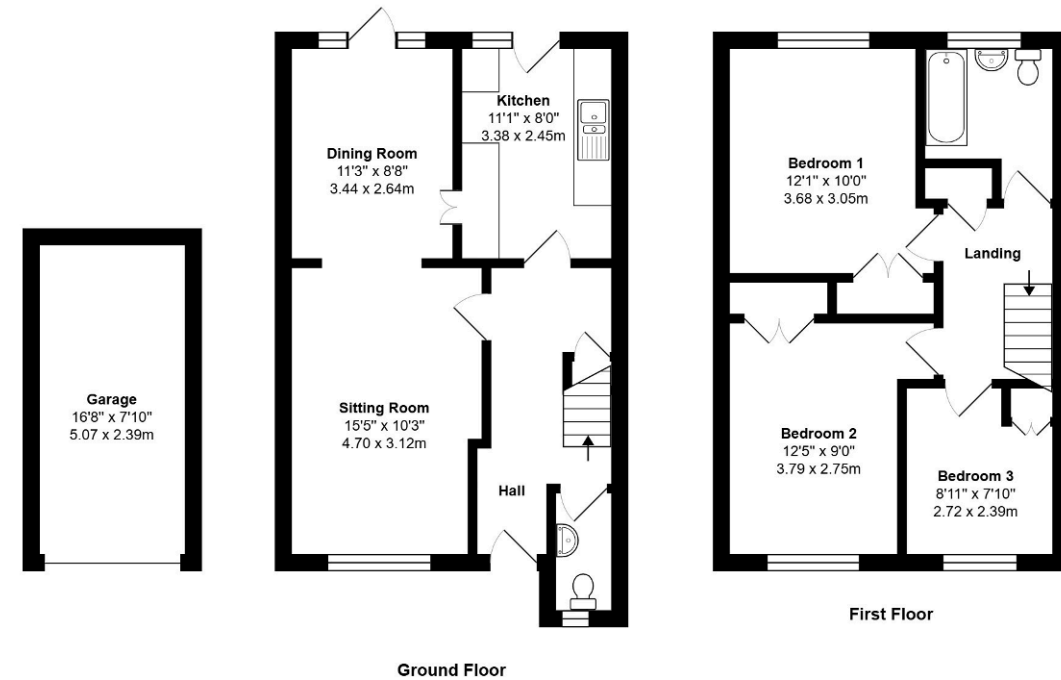 Garage
16'8" x 7'10"
5.07 x 2.39m
Dining Room
11'3" x 8'8"
3.44 x 2.64m
Kitchen
11'1" x 8'0"
3.38 x 2.45m
Sitting Room
15'5" x 10'3"
4.70 x 3.12m
Hall
Ground Floor
Bedroom 1
12'1" x 10'0"
3.68 x 3.05m
Landing
Bedroom 2
12'5" x 9'0"
3.79 x 2.75m
Bedroom 3
8'11" x 7'10"
2.72 x 2.39m
First Floor